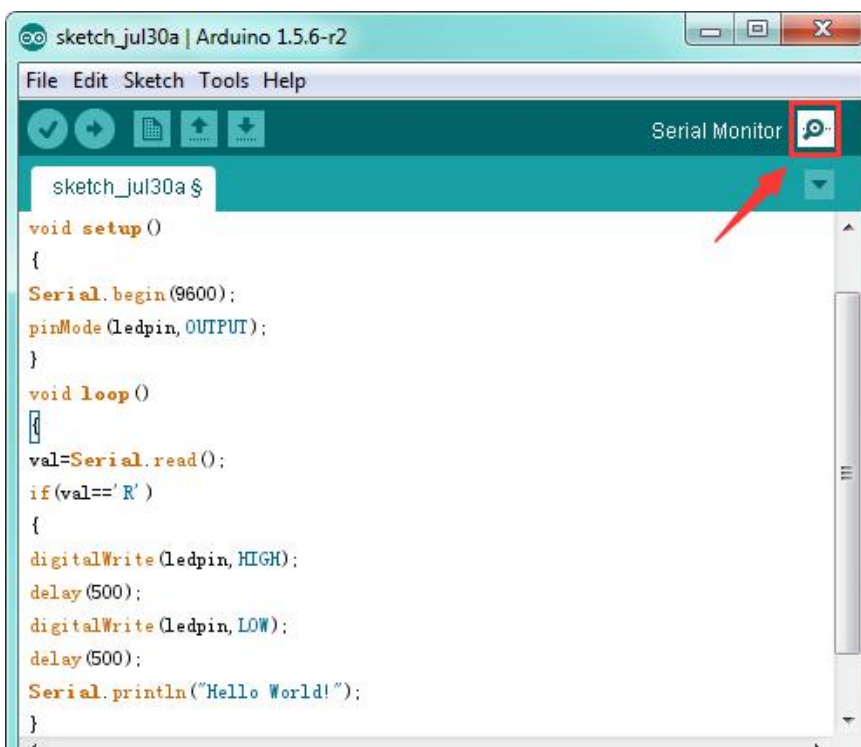 sketch_jul30a | Arduino 1.5.6-r2
File Edit Sketch Tools Help
Serial Monitor
sketch_jul30a §
void setup()
{
Serial.begin(9600);
pinMode(ledpin,OUTPUT);
}
void loop()
{
val=Serial.read();
if(val=='R')
{
digitalWrite(ledpin,HIGH);
delay(500);
digitalWrite(ledpin,LOW);
delay(500);
Serial.println("Hello World!");
}